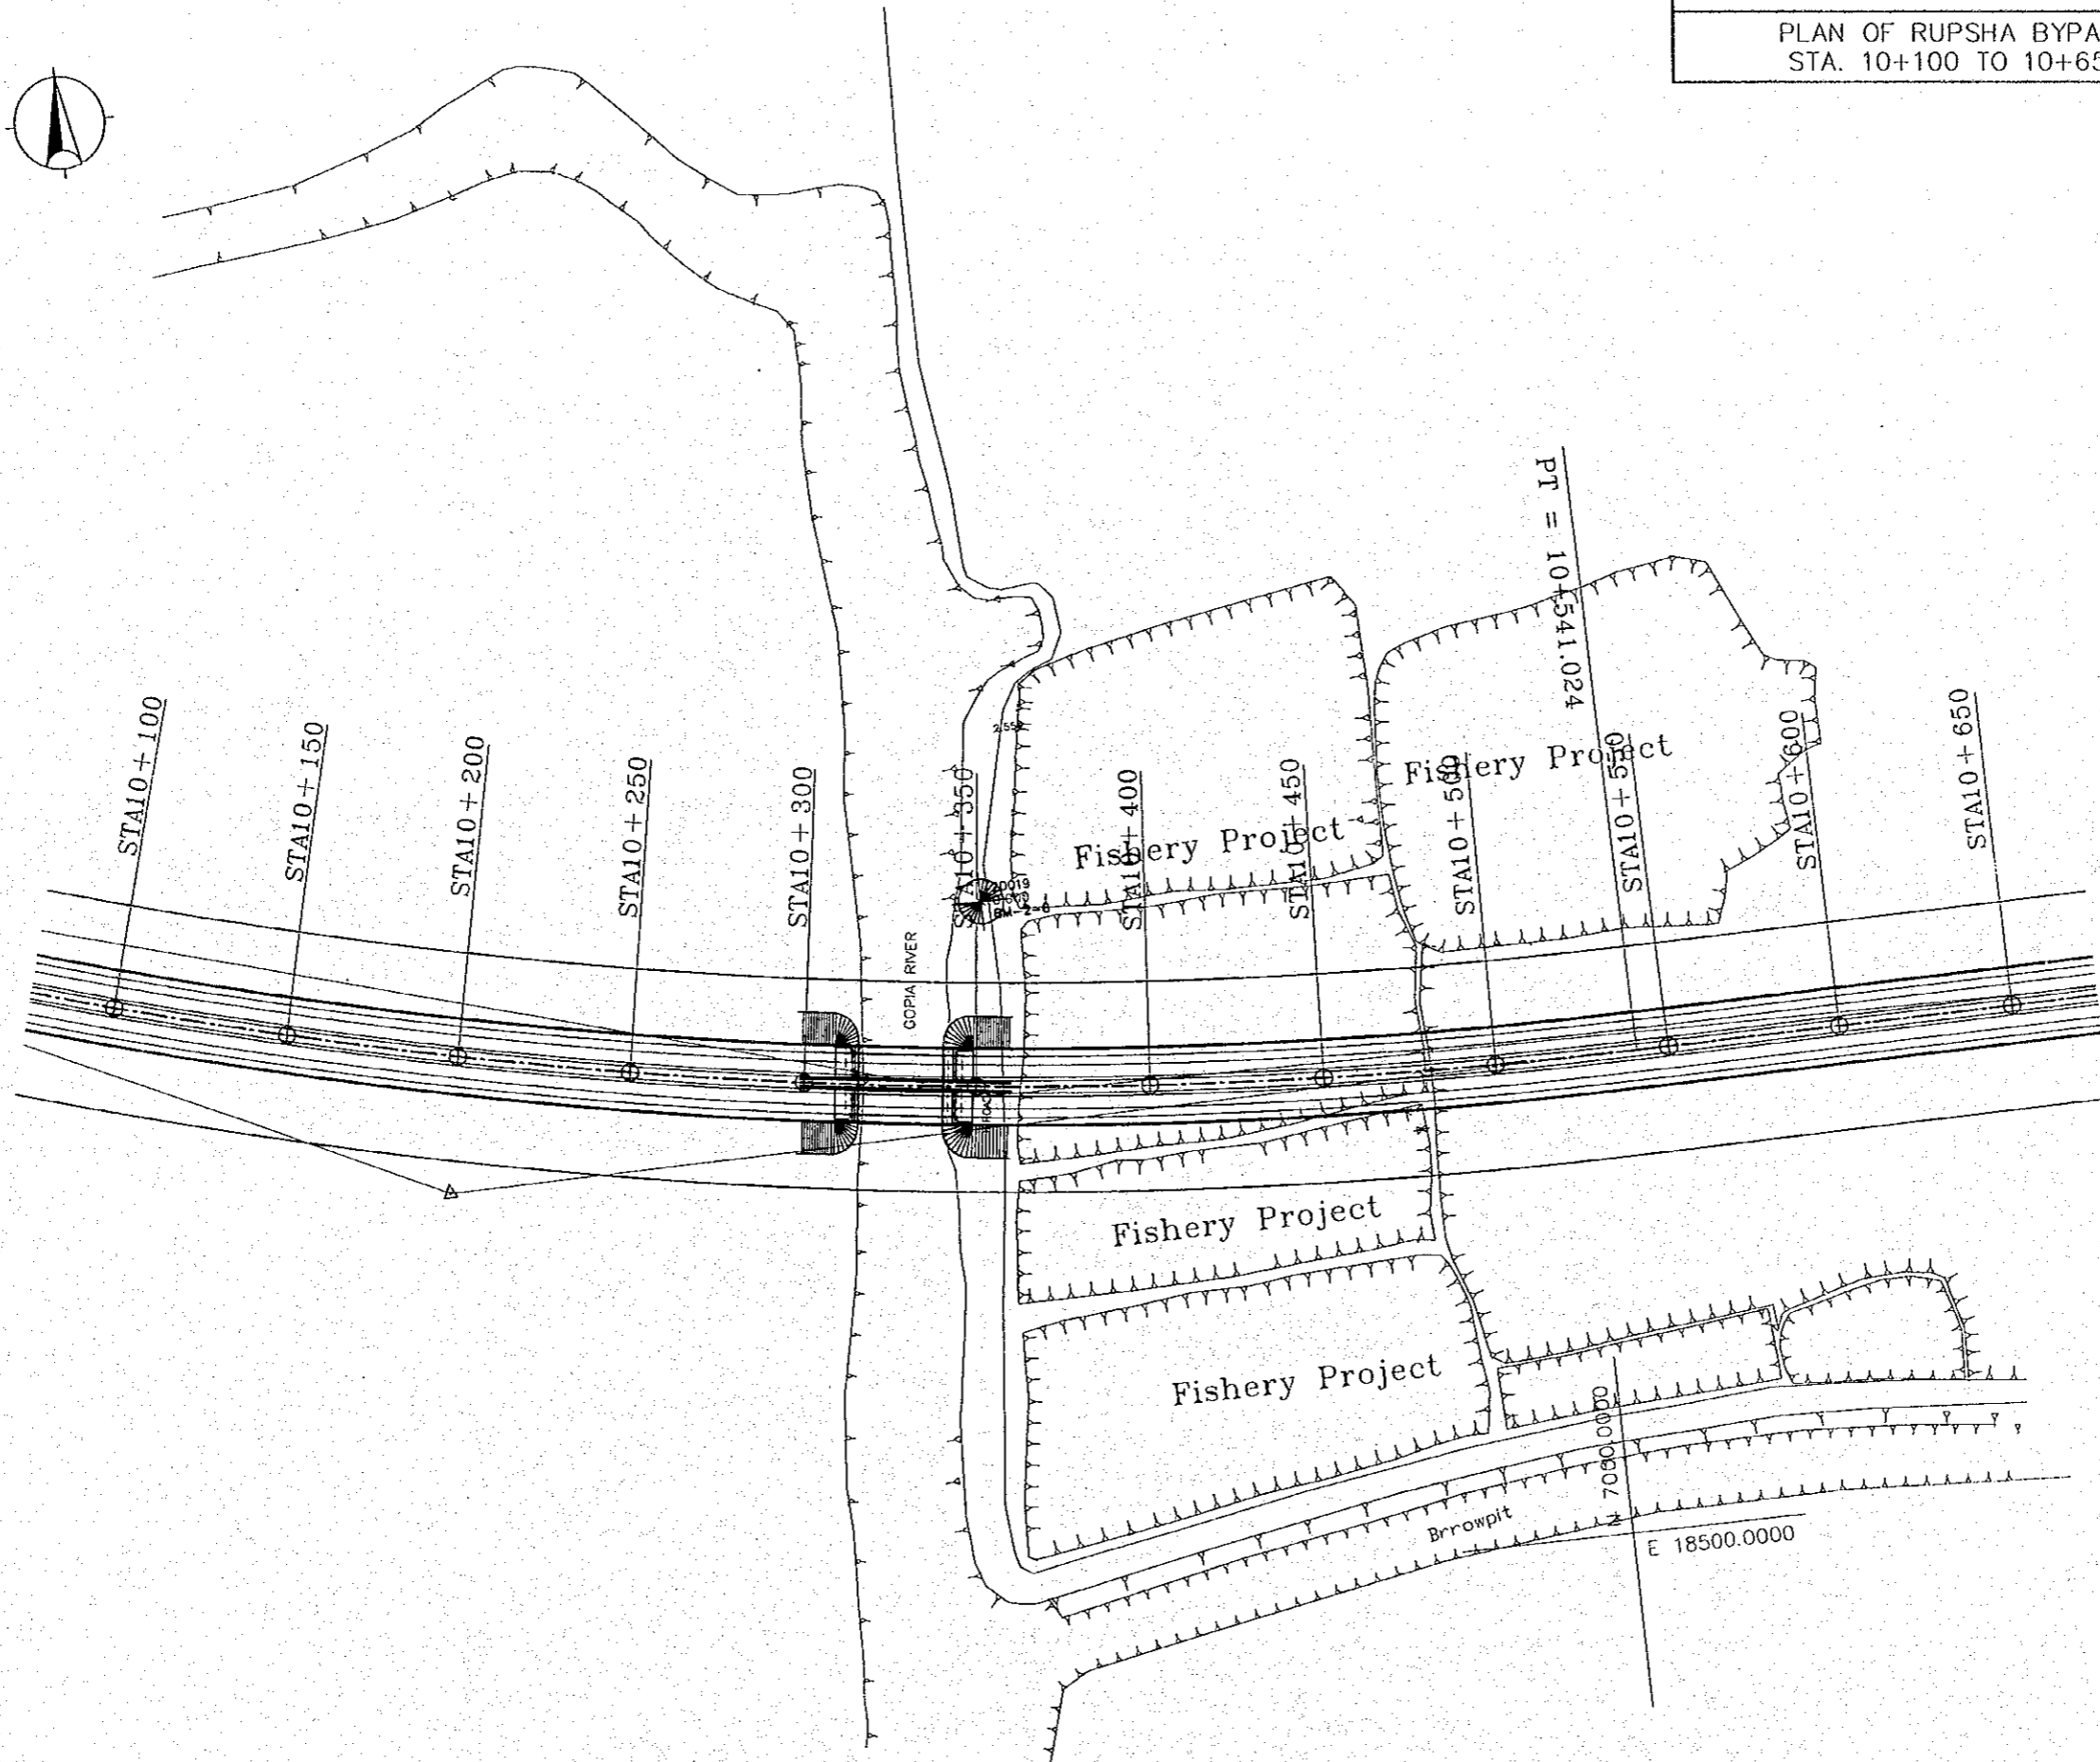 PLAN OF RUPSHA BYPA
STA. 10+100 TO 10+65
PT = 10+541.024
STA10+100
STA10+150
STA10+200
STA10+250
STA10+300
STA10+350
STA10+400
STA10+450
STA10+500
STA10+550
STA10+600
STA10+650
Fishery Project
Fishery Project
GOPIA RIVER
ROAD
Fishery Project
Fishery Project
Brrowpit
E 18500.0000